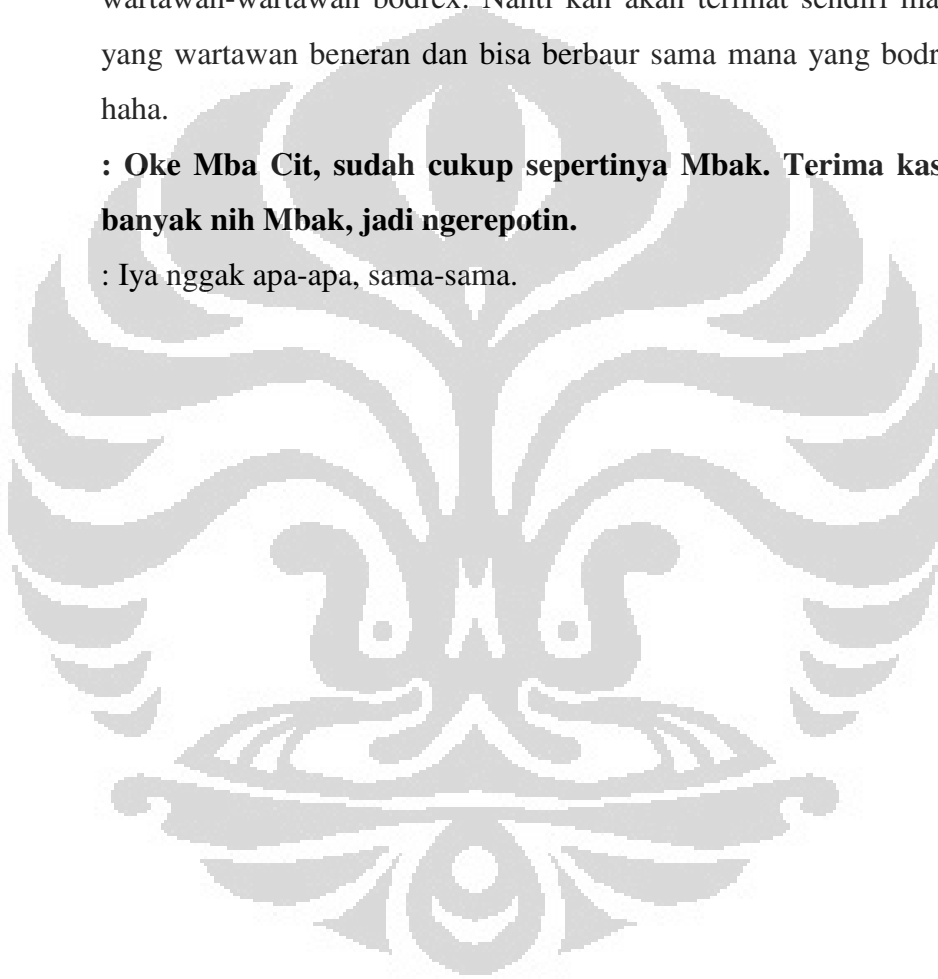 wartawan-wartawan bodrex. Nanti kan akan terlihat sendiri ma
yang wartawan beneran dan bisa berbaur sama mana yang bodr
haha.
: Oke Mba Cit, sudah cukup sepertinya Mbak. Terima kas
banyak nih Mbak, jadi ngerepotin.
: Iya nggak apa-apa, sama-sama.